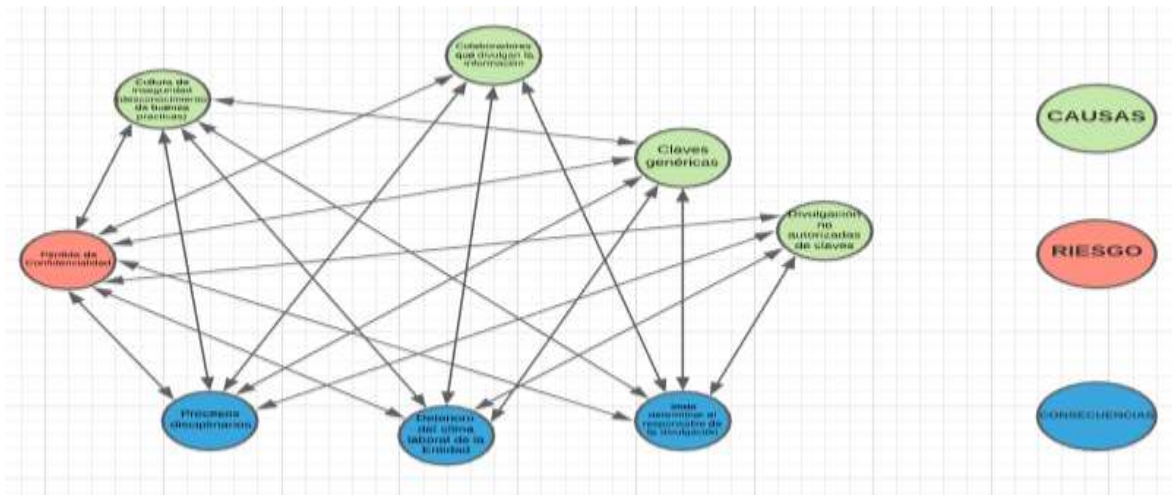 Colaboradores
que divulgan la
información
Cultura de
inseguridad
(desconocimiento
de buenas
prácticas)
Claves
genéricas
Divulgación
no
autorizadas
de claves
Pérdida de
Confidencialidad
Procesos
disciplinarios
Deterioro
del clima
laboral de la
Entidad
determinar el
responsable de
la divulgación
CAUSAS
RIESGO
CONSECUENCIAS